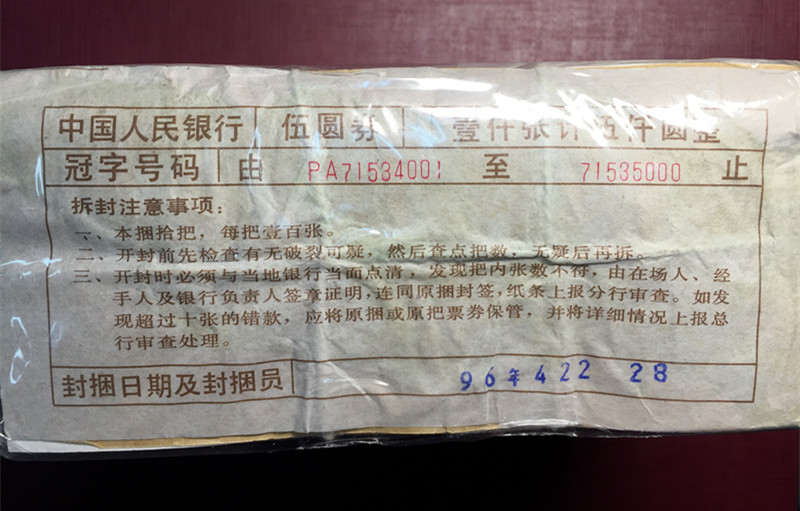 中国人民银行 伍圆券 壹仟张计伍仟圆整
冠字号码 由 PA71534001 至 71535000 止
拆封注意事项：
一、本捆拾把，每把壹百张。
二、开封前先检查有无破裂可疑，然后查点把数，无疑后再拆。
三、开封时必须与当地银行当面点清，发现把内张数不符，由在场人、经
手人及银行负责人签章证明，连同原捆封签，纸条上报分行审查。如发
现超过十张的错款，应将原捆或原把票券保管，并将详细情况上报总
行审查处理。
封捆日期及封捆员 96年422 28